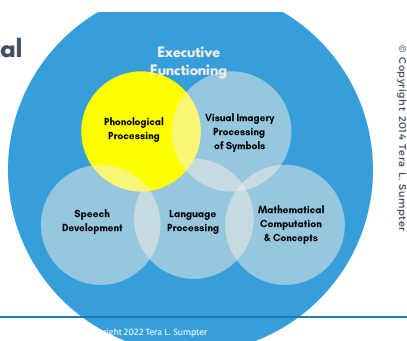 al
Executive
Functioning
Phonological
Processing
Visual Imagery
Processing
of Symbols
Speech
Development
Language
Processing
Mathematical
Computation
& Concepts
© Copyright 2014 Tera L. Sumpter
right 2022 Tera L. Sumpter